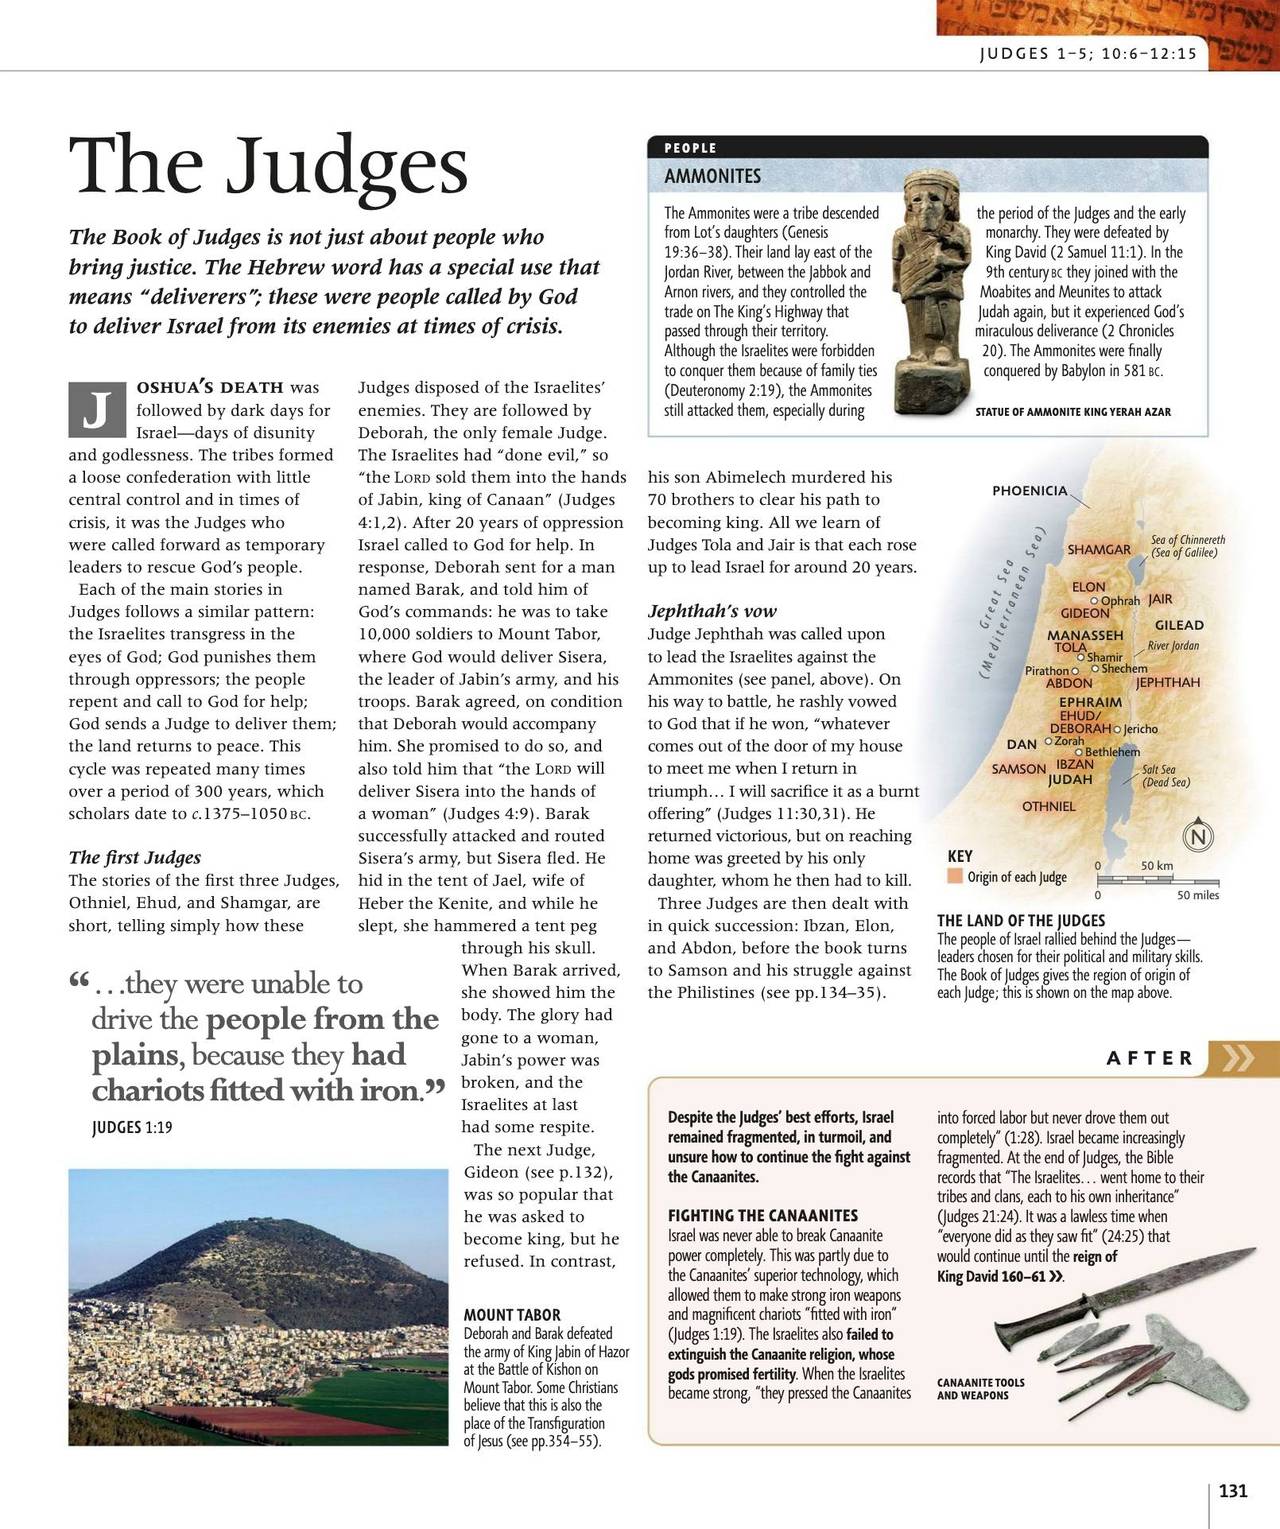 JUDGES 1–5; 10:6–12:15
The Judges
The Book of Judges is not just about people who
bring justice. The Hebrew word has a special use that
means “deliverers”; these were people called by God
to deliver Israel from its enemies at times of crisis.
JOSHUA’S DEATH was
followed by dark days for
Israel—days of disunity
and godlessness. The tribes formed
a loose confederation with little
central control and in times of
crisis, it was the Judges who
were called forward as temporary
leaders to rescue God’s people.
Each of the main stories in
Judges follows a similar pattern:
the Israelites transgress in the
eyes of God; God punishes them
through oppressors; the people
repent and call to God for help;
God sends a Judge to deliver them;
the land returns to peace. This
cycle was repeated many times
over a period of 300 years, which
scholars date to c.1375–1050 BC.
The first Judges
The stories of the first three Judges,
Othniel, Ehud, and Shamgar, are
short, telling simply how these
Judges disposed of the Israelites’
enemies. They are followed by
Deborah, the only female Judge.
The Israelites had “done evil,” so
“the LORD sold them into the hands
of Jabin, king of Canaan” (Judges
4:1,2). After 20 years of oppression
Israel called to God for help. In
response, Deborah sent for a man
named Barak, and told him of
God’s commands: he was to take
10,000 soldiers to Mount Tabor,
where God would deliver Sisera,
the leader of Jabin’s army, and his
troops. Barak agreed, on condition
that Deborah would accompany
him. She promised to do so, and
also told him that “the LORD will
deliver Sisera into the hands of
a woman” (Judges 4:9). Barak
successfully attacked and routed
Sisera’s army, but Sisera fled. He
hid in the tent of Jael, wife of
Heber the Kenite, and while he
slept, she hammered a tent peg
through his skull.
When Barak arrived,
she showed him the
body. The glory had
gone to a woman,
Jabin’s power was
broken, and the
Israelites at last
had some respite.
The next Judge,
Gideon (see p.132),
was so popular that
he was asked to
become king, but he
refused. In contrast,
his son Abimelech murdered his
70 brothers to clear his path to
becoming king. All we learn of
Judges Tola and Jair is that each rose
up to lead Israel for around 20 years.
Jephthah’s vow
Judge Jephthah was called upon
to lead the Israelites against the
Ammonites (see panel, above). On
his way to battle, he rashly vowed
to God that if he won, “whatever
comes out of the door of my house
to meet me when I return in
triumph… I will sacrifice it as a burnt
offering” (Judges 11:30,31). He
returned victorious, but on reaching
home was greeted by his only
daughter, whom he then had to kill.
Three Judges are then dealt with
in quick succession: Ibzan, Elon,
and Abdon, before the book turns
to Samson and his struggle against
the Philistines (see pp.134–35).
“…they were unable to
drive the people from the
plains, because they had
chariots fitted with iron.”
JUDGES 1:19
MOUNT TABOR
Deborah and Barak defeated
the army of King Jabin of Hazor
at the Battle of Kishon on
Mount Tabor. Some Christians
believe that this is also the
place of the Transfiguration
of Jesus (see pp.354–55).
PEOPLE
AMMONITES
The Ammonites were a tribe descended
from Lot’s daughters (Genesis
19:36–38). Their land lay east of the
Jordan River, between the Jabbok and
Arnon rivers, and they controlled the
trade on The King’s Highway that
passed through their territory.
Although the Israelites were forbidden
to conquer them because of family ties
(Deuteronomy 2:19), the Ammonites
still attacked them, especially during
the period of the Judges and the early
monarchy. They were defeated by
King David (2 Samuel 11:1). In the
9th century BC they joined with the
Moabites and Meunites to attack
Judah again, but it experienced God’s
miraculous deliverance (2 Chronicles
20). The Ammonites were finally
conquered by Babylon in 581 BC.
STATUE OF AMMONITE KING YERAH AZAR
PHOENICIA
Great Sea
(Mediterranean Sea)
SHAMGAR
Sea of Chinnereth
(Sea of Galilee)
ELON
Ophrah
JAIR
GIDEON
GILEAD
MANASSEH
TOLA
River Jordan
Shamir
Pirathon
Shechem
ABDON
JEPHTHAH
EPHRAIM
EHUD/
DEBORAH
Jericho
DAN
Zorah
Bethlehem
SAMSON
IBZAN
JUDAH
Salt Sea
(Dead Sea)
OTHNIEL
N
KEY
Origin of each Judge
0 50 km
0 50 miles
THE LAND OF THE JUDGES
The people of Israel rallied behind the Judges—
leaders chosen for their political and military skills.
The Book of Judges gives the region of origin of
each Judge; this is shown on the map above.
AFTER
Despite the Judges’ best efforts, Israel
remained fragmented, in turmoil, and
unsure how to continue the fight against
the Canaanites.
FIGHTING THE CANAANITES
Israel was never able to break Canaanite
power completely. This was partly due to
the Canaanites’ superior technology, which
allowed them to make strong iron weapons
and magnificent chariots “fitted with iron”
(Judges 1:19). The Israelites also failed to
extinguish the Canaanite religion, whose
gods promised fertility. When the Israelites
became strong, “they pressed the Canaanites
into forced labor but never drove them out
completely” (1:28). Israel became increasingly
fragmented. At the end of Judges, the Bible
records that “The Israelites… went home to their
tribes and clans, each to his own inheritance”
(Judges 21:24). It was a lawless time when
“everyone did as they saw fit” (24:25) that
would continue until the reign of
King David 160–61 ».
CANAANITE TOOLS
AND WEAPONS
131